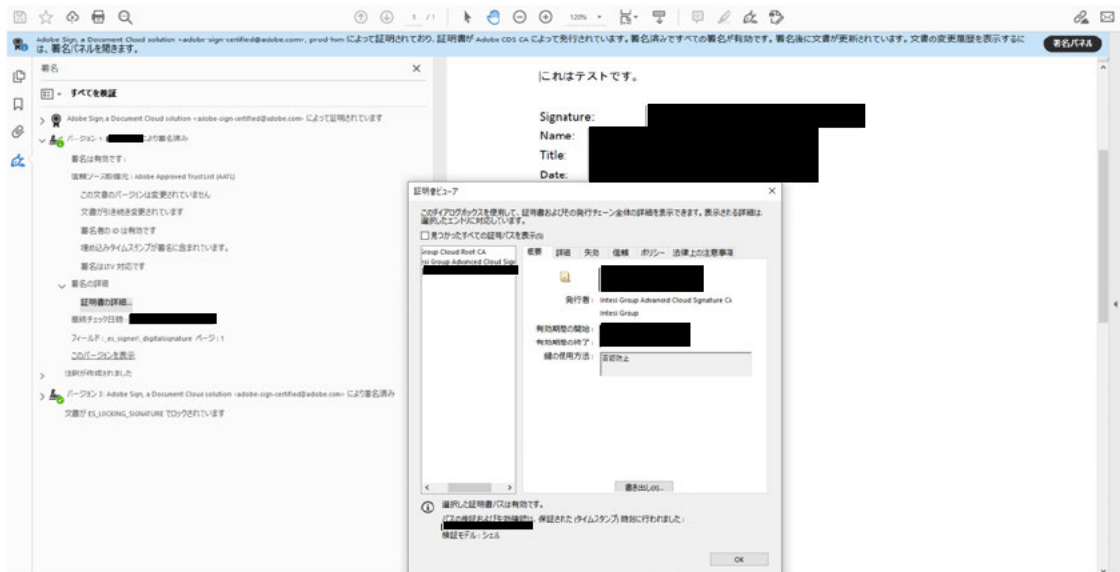 1 / 1
120%
Adobe Sign, a Document Cloud solution <adobe-sign-certified@adobe.com>, prod-hsm によって証明されており、証明書が Adobe CDS CA によって発行されています。署名済みですべての署名が有効です。署名後に文書が更新されています。文書の変更履歴を表示するに
は、署名パネルを開きます。
署名パネル
署名
すべてを検証
Adobe Sign, a Document Cloud solution <adobe-sign-certified@adobe.com> によって証明されています
バージョン 1: により署名済み
署名は有効です:
信頼ソース取得元 : Adobe Approved Trust List (AATL)
この文書のバージョンは変更されていません
文書が引き続き変更されています
署名者の ID は有効です
埋め込みタイムスタンプが署名に含まれています。
署名はLTV 対応です
署名の詳細
証明書の詳細...
最終チェック日時 :
フィールド : _es_signer1_digitalsignature ページ : 1
このバージョンを表示
注釈が作成されました
バージョン 3: Adobe Sign, a Document Cloud solution <adobe-sign-certified@adobe.com> により署名済み
文書が ES_LOCKING_SIGNATURE でロックされています
これはテストです。
Signature:
Name:
Title:
Date:
証明書ビューア
このダイアログボックスを使用して、証明書およびその発行チェーン全体の詳細を表示できます。表示される詳細は、
選択したエントリに対応しています。
見つかったすべての証明パスを表示(S)
Group Cloud Root CA
si Group Advanced Cloud Sign
概要 詳細 失効 信頼 ポリシー 法律上の注意事項
発行者 : Intesi Group Advanced Cloud Signature CA
Intesi Group
有効期間の開始 :
有効期間の終了 :
鍵の使用方法 : 否認防止
書き出し(X)...
選択した証明書パスは有効です。
パスの検証および失効確認は、保証された (タイムスタンプ) 時刻に行われました :
検証モデル : シェル
OK